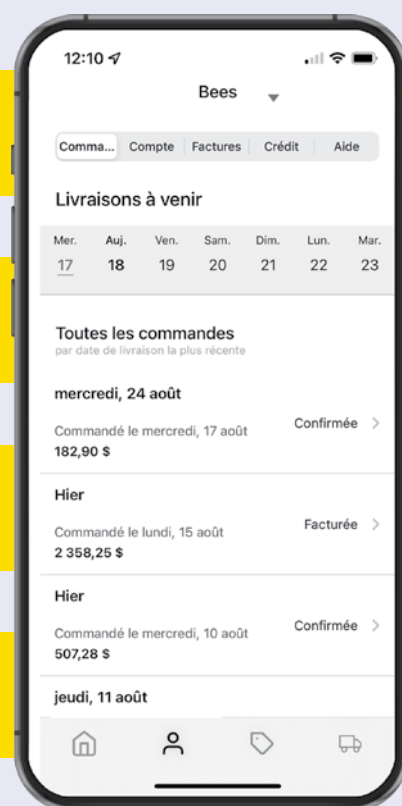 12:10
Bees
Comma... Compte Factures Crédit Aide
Livraisons à venir
Mer. Auj. Ven. Sam. Dim. Lun. Mar.
17 18 19 20 21 22 23
Toutes les commandes
par date de livraison la plus récente
mercredi, 24 août
Commandé le mercredi, 17 août
Confirmée
182,90 $
Hier
Commandé le lundi, 15 août
Facturée
2 358,25 $
Hier
Commandé le mercredi, 10 août
Confirmée
507,28 $
jeudi, 11 août